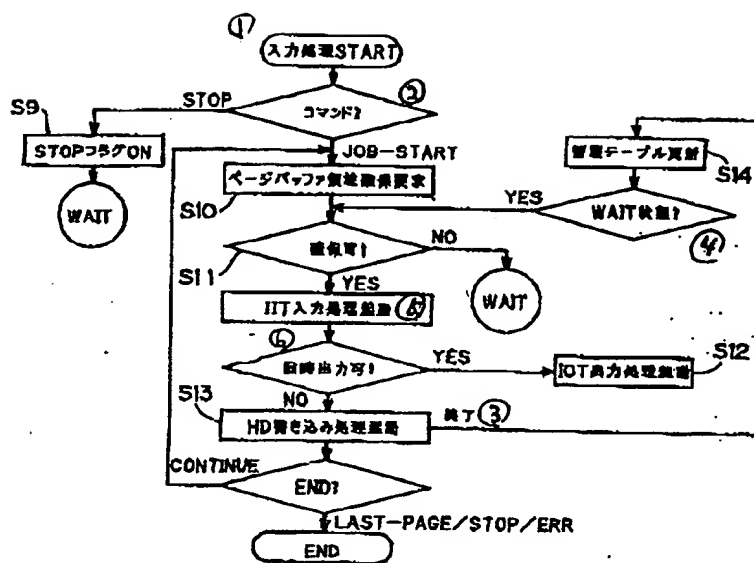 ①
入力処理START
②
STOP
コマンド?
S9
STOPフラグON
JOB-START
管理テーブル更新
S14
ページバッファ領域確保要求
WAIT
S10
YES
WAIT状態?
④
確保可?
NO
S11
YES
WAIT
IIT入力処理起動
⑤
⑥
同時出力可?
YES
S12
IOT出力処理起動
S13
NO
HD書き込み処理起動
終了③
CONTINUE
END?
LAST-PAGE/STOP/ERR
END